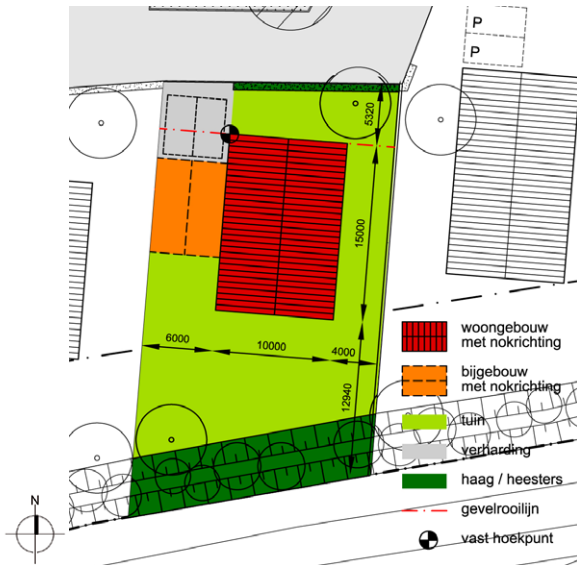 P
P
5320
15000
6000
10000
4000
12940
woongebouw
met nokrichting
bijgebouw
met nokrichting
tuin
verharding
haag / heesters
gevelrooilijn
vast hoekpunt
N